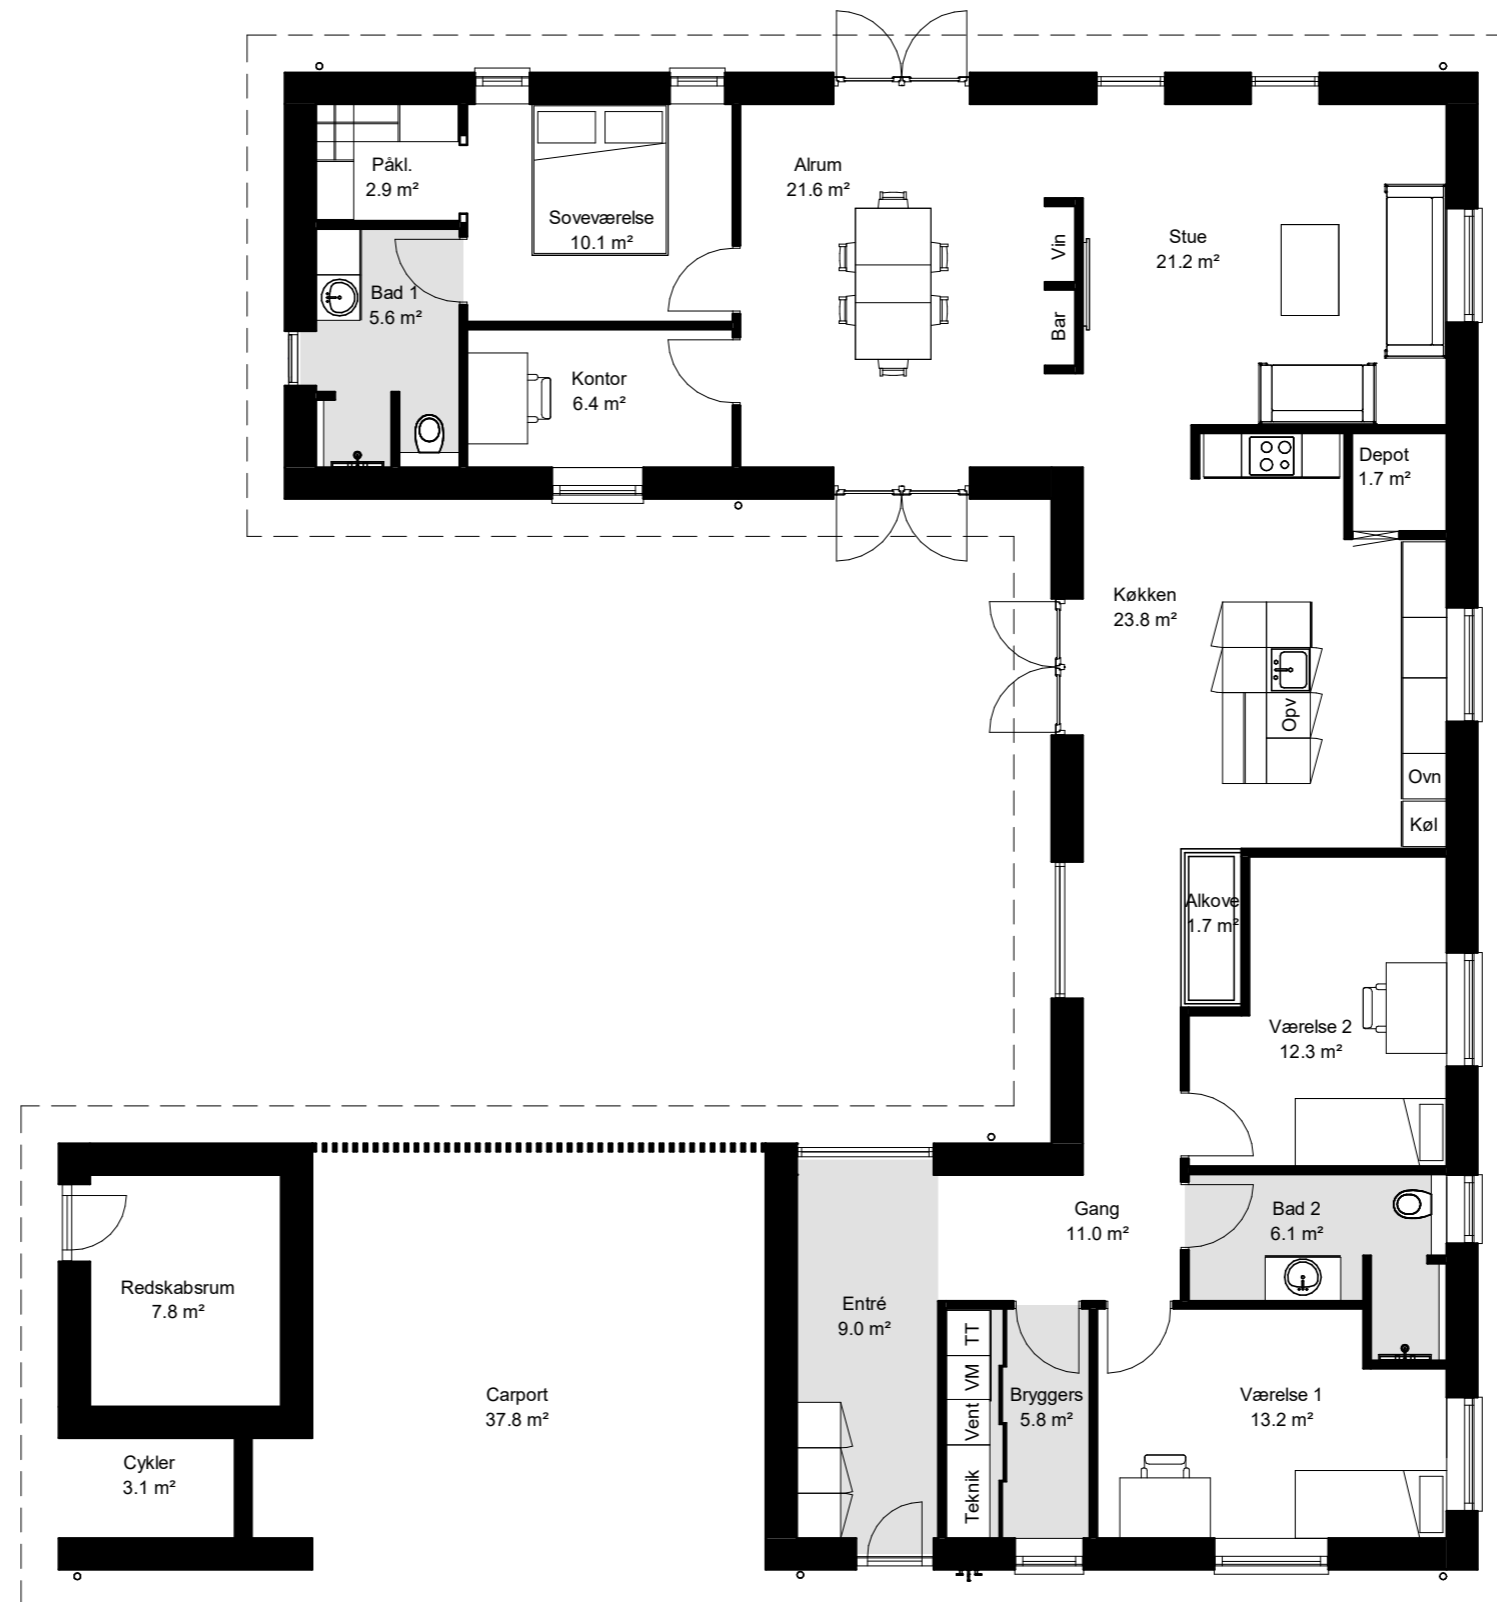 Påkl.
2.9 m²
Soveværelse
10.1 m²
Alrum
21.6 m²
Vin
Bar
Stue
21.2 m²
Bad 1
5.6 m²
Kontor
6.4 m²
Depot
1.7 m²
Køkken
23.8 m²
Opv
Ovn
Køl
Alkove
1.7 m²
Værelse 2
12.3 m²
Gang
11.0 m²
Bad 2
6.1 m²
Redskabsrum
7.8 m²
Entré
9.0 m²
TT
VM
Vent
Teknik
Bryggers
5.8 m²
Værelse 1
13.2 m²
Carport
37.8 m²
Cykler
3.1 m²